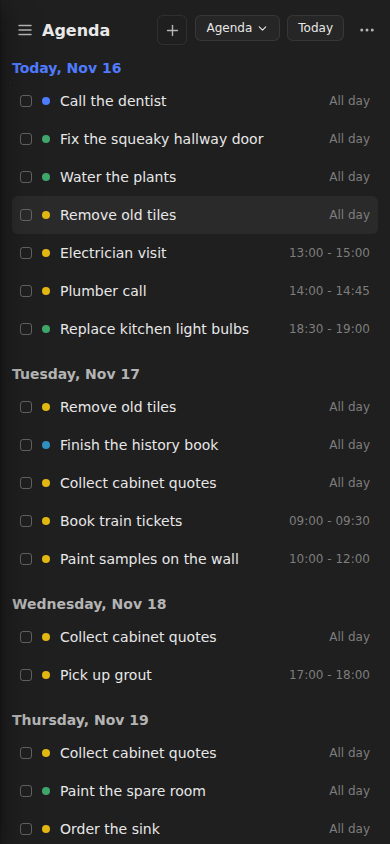 Agenda
Agenda
Today
Today, Nov 16
Call the dentist All day
Fix the squeaky hallway door All day
Water the plants All day
Remove old tiles All day
Electrician visit 13:00 - 15:00
Plumber call 14:00 - 14:45
Replace kitchen light bulbs 18:30 - 19:00
Tuesday, Nov 17
Remove old tiles All day
Finish the history book All day
Collect cabinet quotes All day
Book train tickets 09:00 - 09:30
Paint samples on the wall 10:00 - 12:00
Wednesday, Nov 18
Collect cabinet quotes All day
Pick up grout 17:00 - 18:00
Thursday, Nov 19
Collect cabinet quotes All day
Paint the spare room All day
Order the sink All day